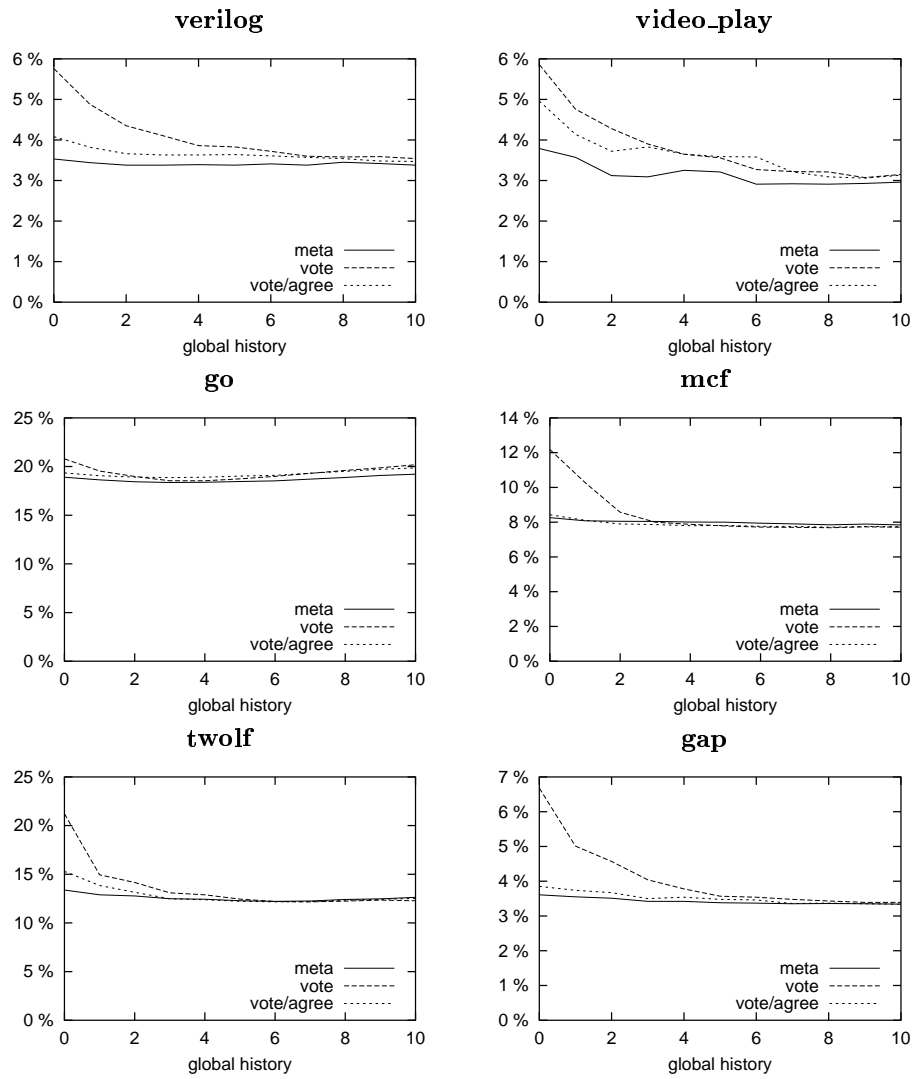 verilog
6 %
5 %
4 %
3 %
2 %
1 %
0 %
meta
vote
vote/agree
0 2 4 6 8 10
global history
video_play
6 %
5 %
4 %
3 %
2 %
1 %
0 %
meta
vote
vote/agree
0 2 4 6 8 10
global history
go
25 %
20 %
15 %
10 %
5 %
0 %
meta
vote
vote/agree
0 2 4 6 8 10
global history
mcf
14 %
12 %
10 %
8 %
6 %
4 %
2 %
0 %
meta
vote
vote/agree
0 2 4 6 8 10
global history
twolf
25 %
20 %
15 %
10 %
5 %
0 %
meta
vote
vote/agree
0 2 4 6 8 10
global history
gap
7 %
6 %
5 %
4 %
3 %
2 %
1 %
0 %
meta
vote
vote/agree
0 2 4 6 8 10
global history